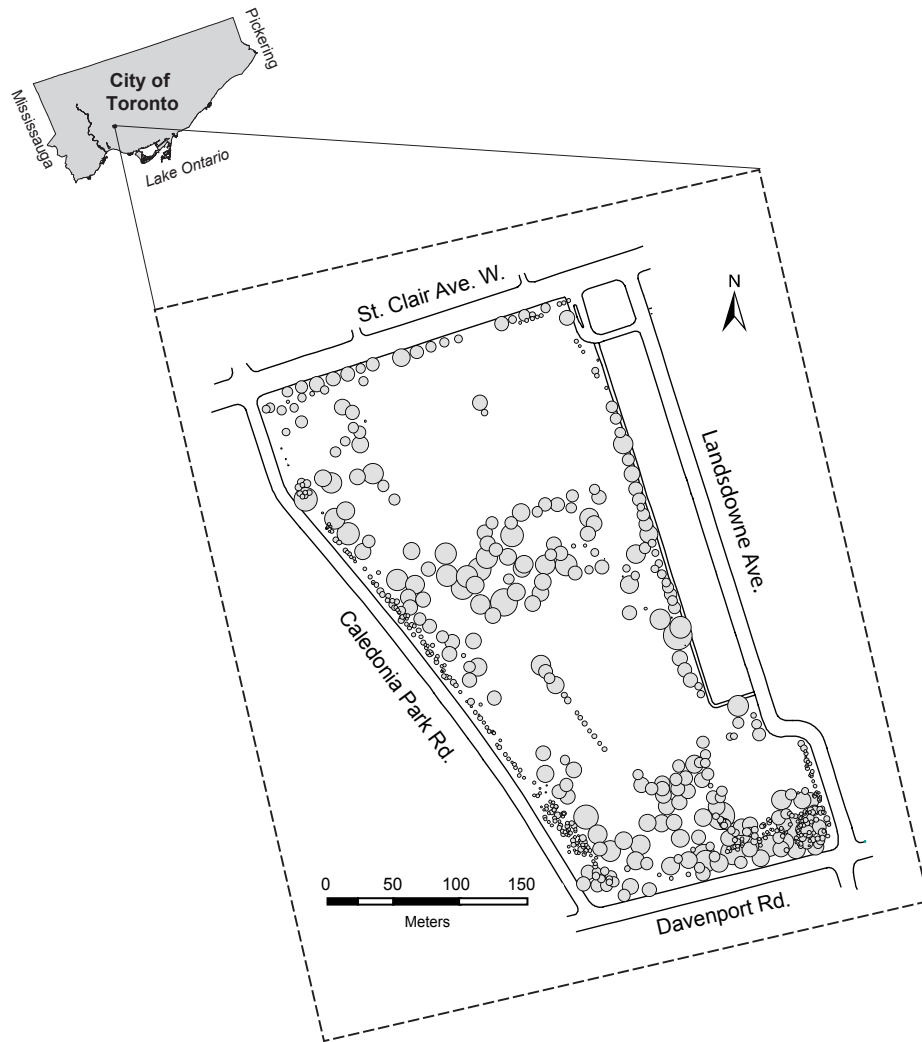 Pickering
City of
Toronto
Mississauga
Lake Ontario
St. Clair Ave. W.
N
Landsdowne Ave.
Caledonia Park Rd.
0 50 100 150
Meters
Davenport Rd.